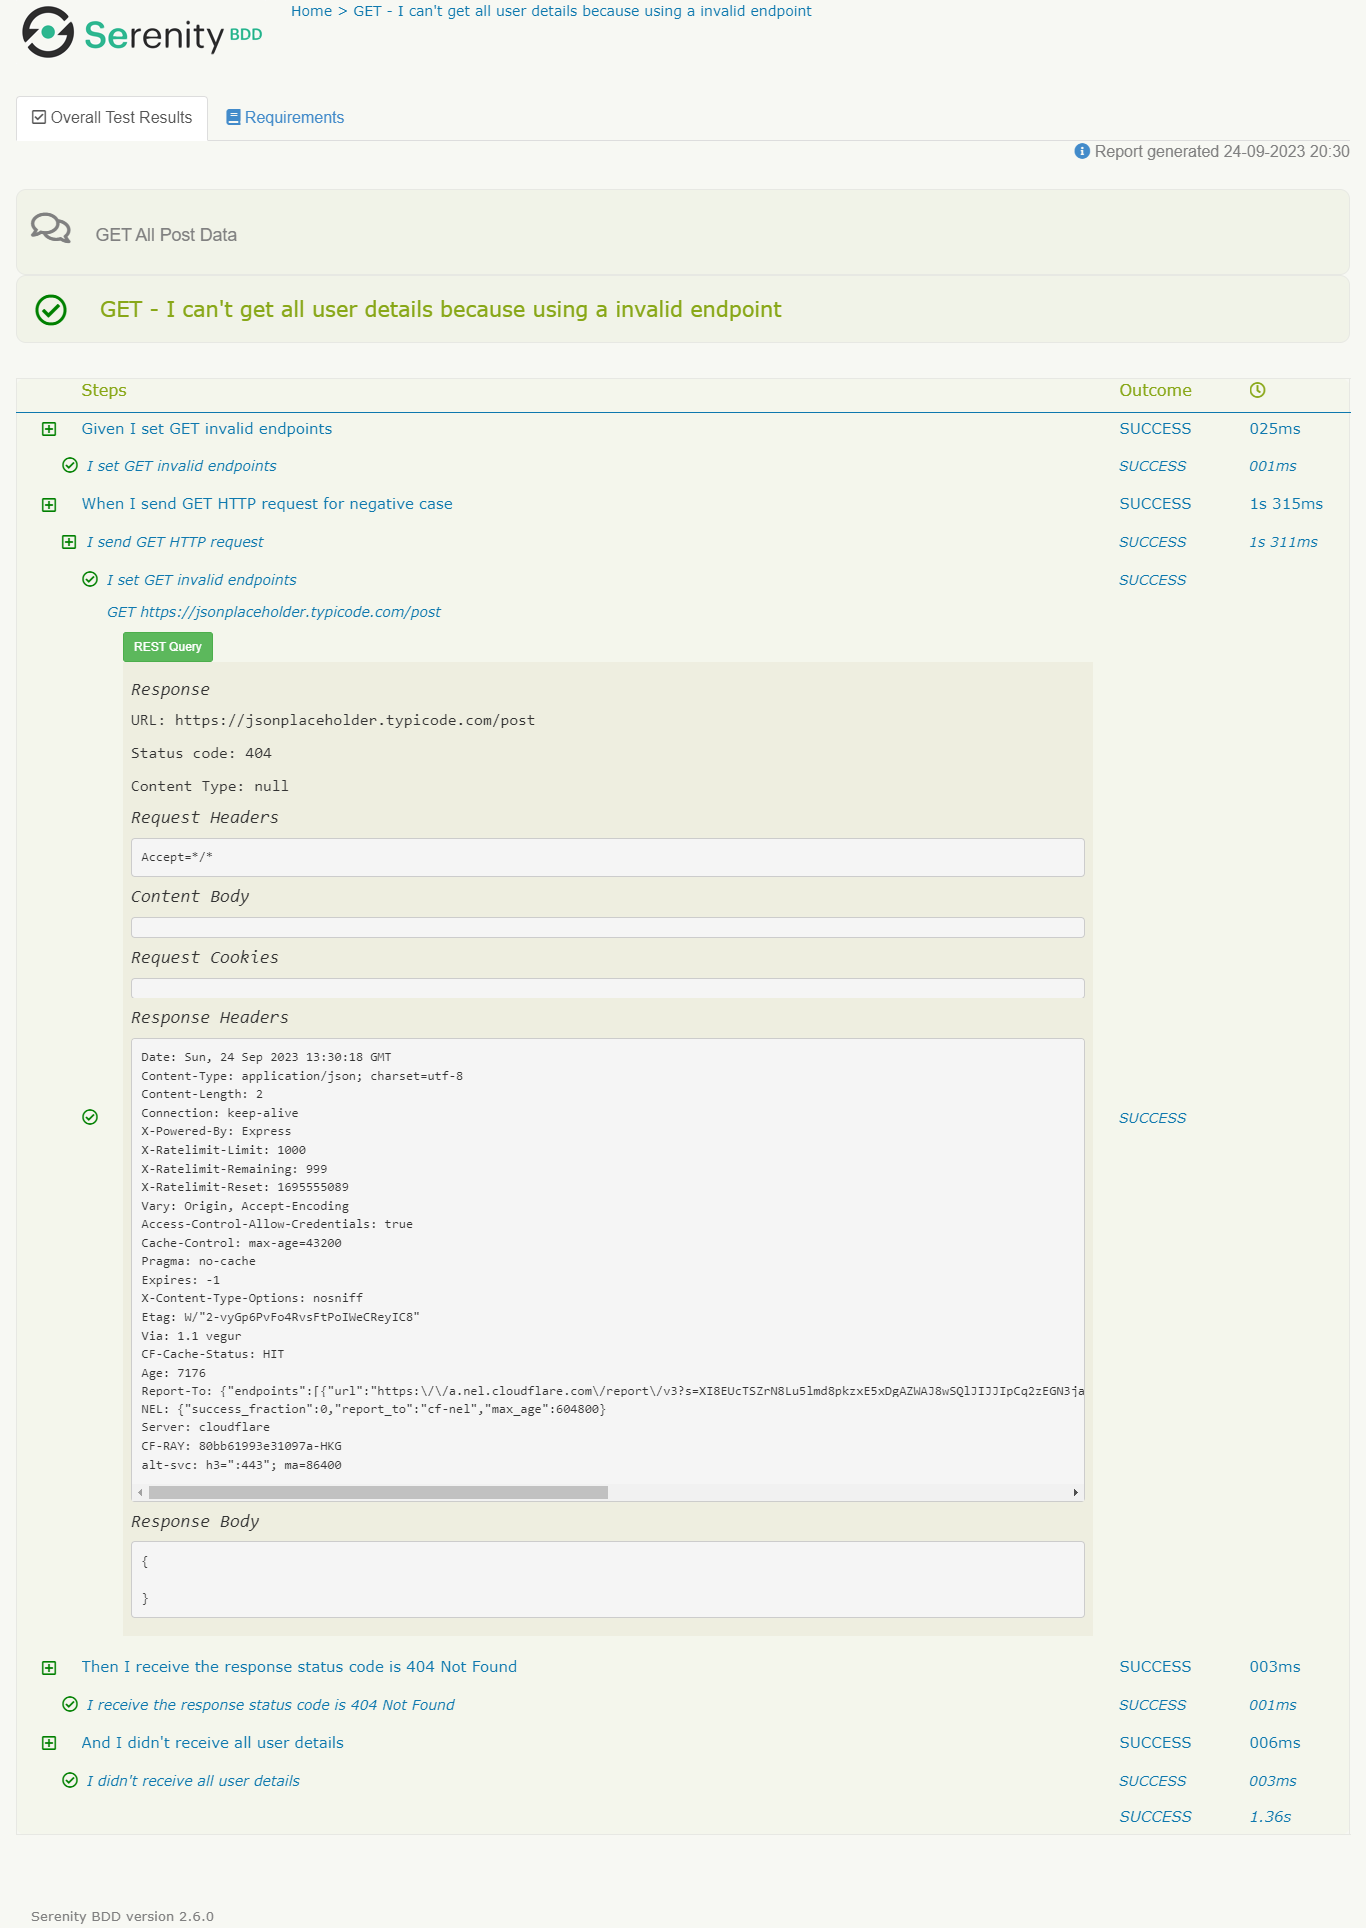 Serenity BDD
Home > GET - I can't get all user details because using a invalid endpoint
Overall Test Results
Requirements
Report generated 24-09-2023 20:30
GET All Post Data
GET - I can't get all user details because using a invalid endpoint
Steps Outcome
Given I set GET invalid endpoints SUCCESS 025ms
I set GET invalid endpoints SUCCESS 001ms
When I send GET HTTP request for negative case SUCCESS 1s 315ms
I send GET HTTP request SUCCESS 1s 311ms
I set GET invalid endpoints SUCCESS
GET https://jsonplaceholder.typicode.com/post
REST Query
Response
URL: https://jsonplaceholder.typicode.com/post
Status code: 404
Content Type: null
Request Headers
Accept=*/*
Content Body
Request Cookies
Response Headers
Date: Sun, 24 Sep 2023 13:30:18 GMT
Content-Type: application/json; charset=utf-8
Content-Length: 2
Connection: keep-alive
X-Powered-By: Express
X-Ratelimit-Limit: 1000
X-Ratelimit-Remaining: 999
X-Ratelimit-Reset: 1695555089
Vary: Origin, Accept-Encoding
Access-Control-Allow-Credentials: true
Cache-Control: max-age=43200
Pragma: no-cache
Expires: -1
X-Content-Type-Options: nosniff
Etag: W/"2-vyGp6PvFo4RvsFtPoIWeCReyIC8"
Via: 1.1 vegur
CF-Cache-Status: HIT
Age: 7176
Report-To: {"endpoints":[{"url":"https:\/\/a.nel.cloudflare.com\/report\/v3?s=XI8EUcTSZrN8Lu5lmd8pkzxE5xDgAZWAJ8wSQlJIJJIpCq2zEGN3ja
NEL: {"success_fraction":0,"report_to":"cf-nel","max_age":604800}
Server: cloudflare
CF-RAY: 80bb61993e31097a-HKG
alt-svc: h3=":443"; ma=86400
SUCCESS
Response Body
{
}
Then I receive the response status code is 404 Not Found SUCCESS 003ms
I receive the response status code is 404 Not Found SUCCESS 001ms
And I didn't receive all user details SUCCESS 006ms
I didn't receive all user details SUCCESS 003ms
SUCCESS 1.36s
Serenity BDD version 2.6.0